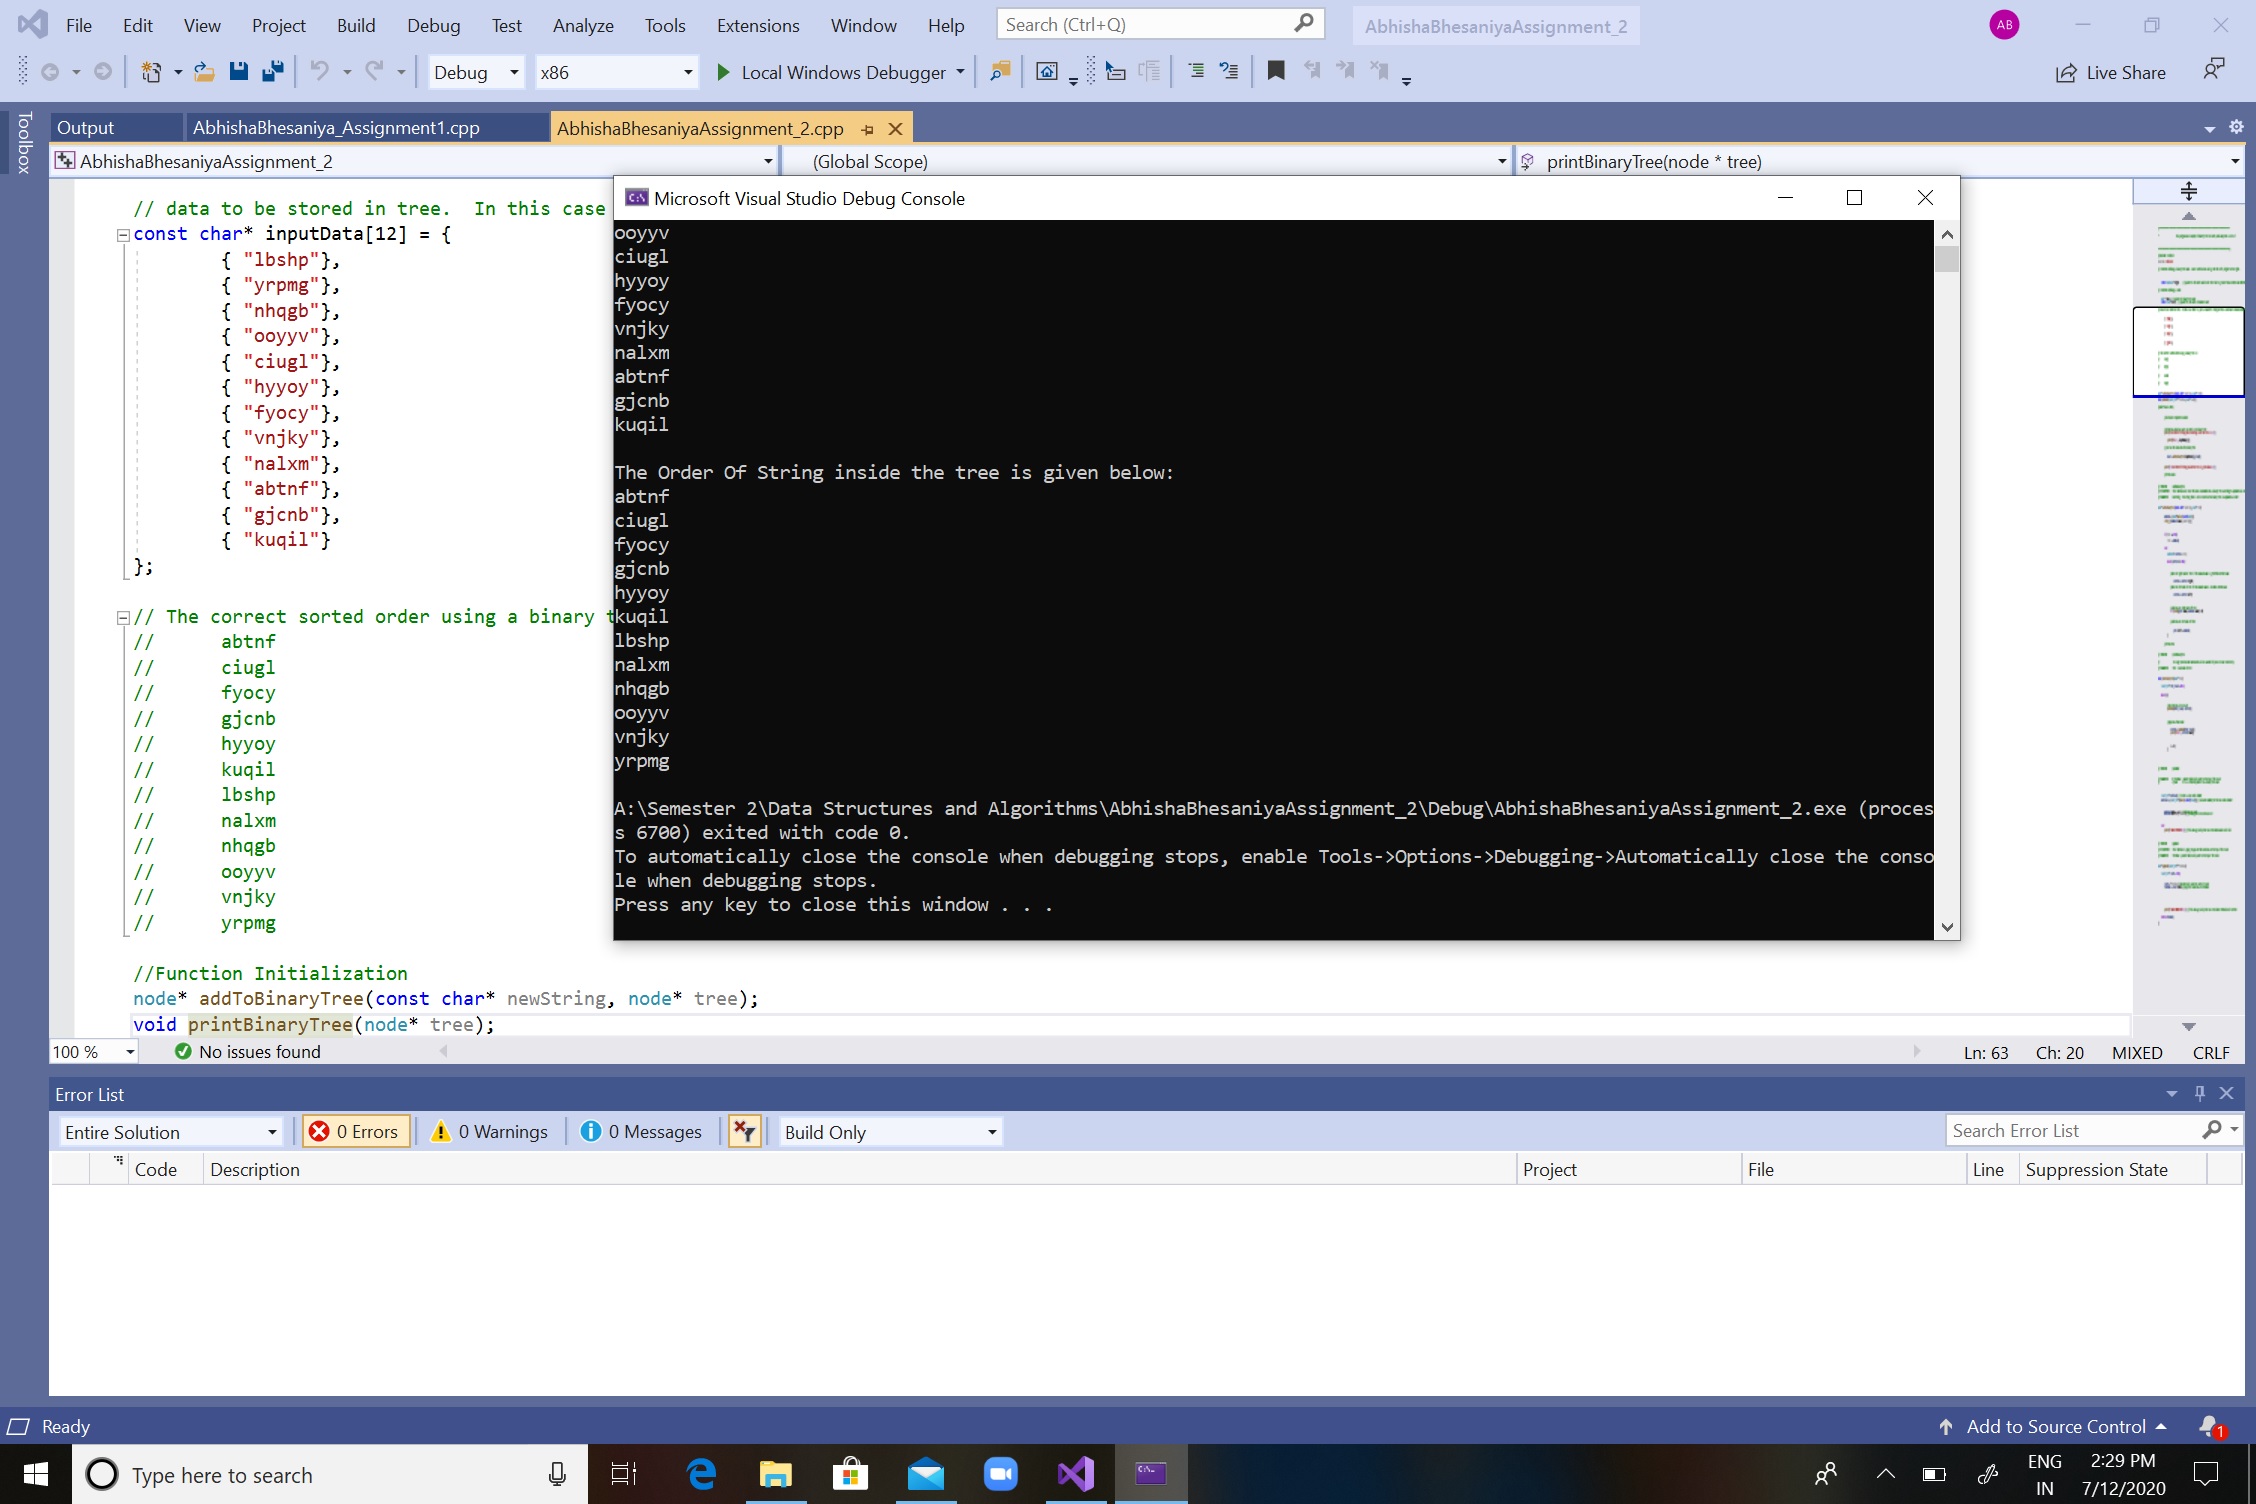 File Edit View Project Build Debug Test Analyze Tools Extensions Window Help Search (Ctrl+Q) AbhishaBhesaniyaAssignment_2 AB
Debug x86 Local Windows Debugger Live Share
Toolbox
Output AbhishaBhesaniya_Assignment1.cpp AbhishaBhesaniyaAssignment_2.cpp
AbhishaBhesaniyaAssignment_2 (Global Scope) printBinaryTree(node * tree)
// data to be stored in tree.  In this case
const char* inputData[12] = {
{ "lbshp"},
{ "yrpmg"},
{ "nhqgb"},
{ "ooyyv"},
{ "ciugl"},
{ "hyyoy"},
{ "fyocy"},
{ "vnjky"},
{ "nalxm"},
{ "abtnf"},
{ "gjcnb"},
{ "kuqil"}
};
// The correct sorted order using a binary t
// abtnf
// ciugl
// fyocy
// gjcnb
// hyyoy
// kuqil
// lbshp
// nalxm
// nhqgb
// ooyyv
// vnjky
// yrpmg
//Function Initialization
node* addToBinaryTree(const char* newString, node* tree);
void printBinaryTree(node* tree);
Microsoft Visual Studio Debug Console
ooyyv
ciugl
hyyoy
fyocy
vnjky
nalxm
abtnf
gjcnb
kuqil
The Order Of String inside the tree is given below:
abtnf
ciugl
fyocy
gjcnb
hyyoy
kuqil
lbshp
nalxm
nhqgb
ooyyv
vnjky
yrpmg
A:\Semester 2\Data Structures and Algorithms\AbhishaBhesaniyaAssignment_2\Debug\AbhishaBhesaniyaAssignment_2.exe (proces
s 6700) exited with code 0.
To automatically close the console when debugging stops, enable Tools->Options->Debugging->Automatically close the conso
le when debugging stops.
Press any key to close this window . . .
100 % No issues found Ln: 63 Ch: 20 MIXED CRLF
Error List
Entire Solution 0 Errors 0 Warnings 0 Messages Build Only Search Error List
Code Description Project File Line Suppression State
Ready Add to Source Control 1
Type here to search ENG 2:29 PM
IN 7/12/2020